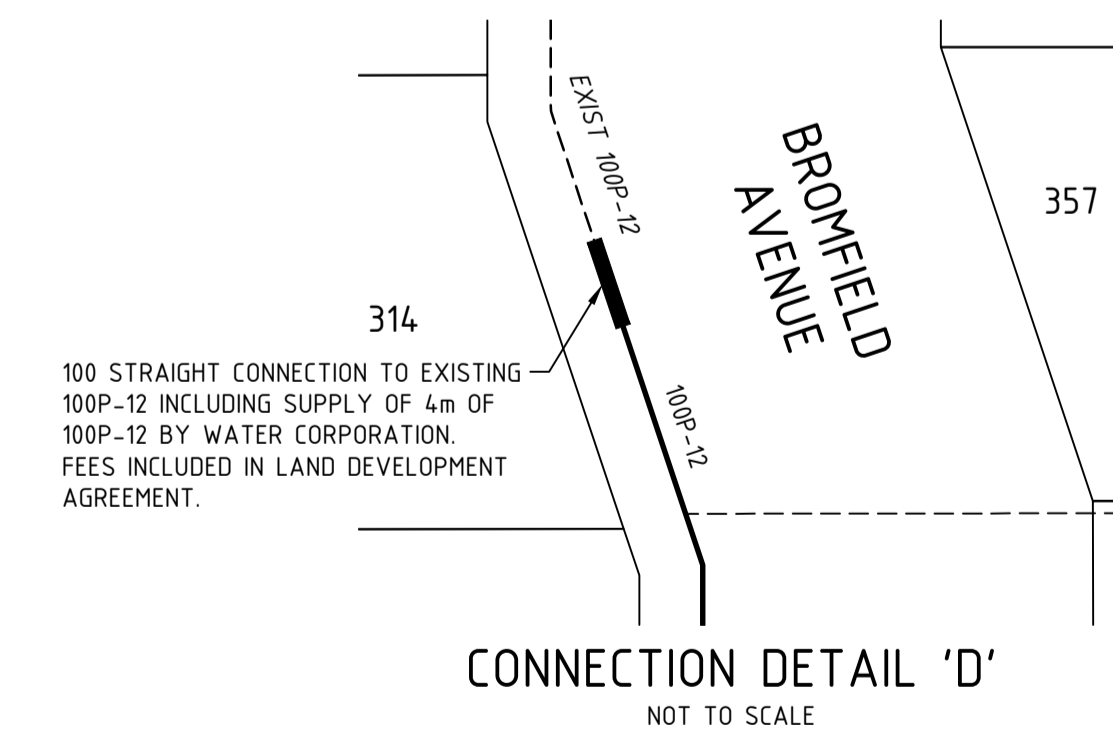 EXIST 100P-12
BROMFIELD
AVENUE
357
314
100 STRAIGHT CONNECTION TO EXISTING
100P-12 INCLUDING SUPPLY OF 4m OF
100P-12 BY WATER CORPORATION.
FEES INCLUDED IN LAND DEVELOPMENT
AGREEMENT.
100P-12
CONNECTION DETAIL 'D'
NOT TO SCALE